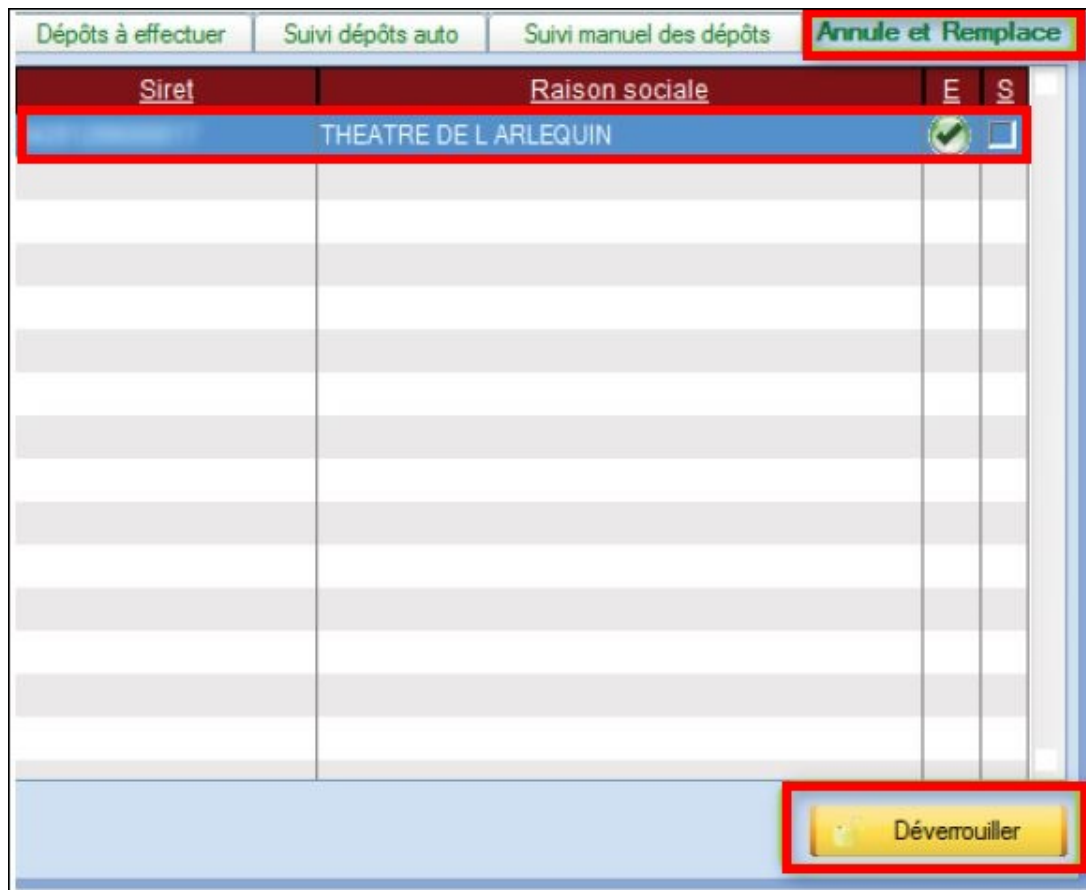 Dépôts à effectuer Suivi dépôts auto Suivi manuel des dépôts Annule et Remplace
Siret Raison sociale E S
THEATRE DE L ARLEQUIN
Déverrouiller